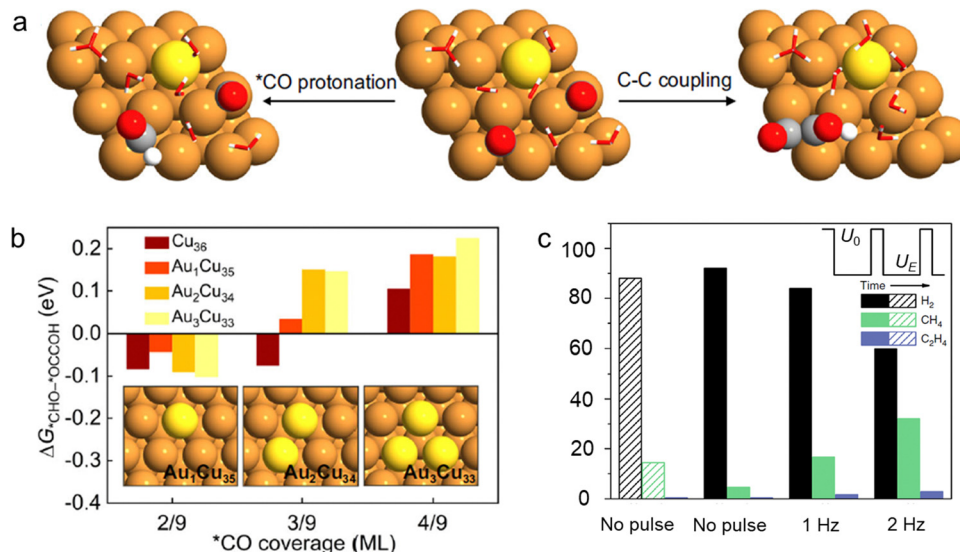 a
*CO protonation
C-C coupling
b
ΔG*CHO–*OCCOH (eV)
0.2
0.1
0.0
-0.1
-0.2
-0.3
-0.4
Cu36
Au1Cu35
Au2Cu34
Au3Cu33
Au1Cu35
Au2Cu34
Au3Cu33
2/9
3/9
4/9
*CO coverage (ML)
c
100
80
60
40
20
0
U0
UE
Time
H2
CH4
C2H4
No pulse
No pulse
1 Hz
2 Hz